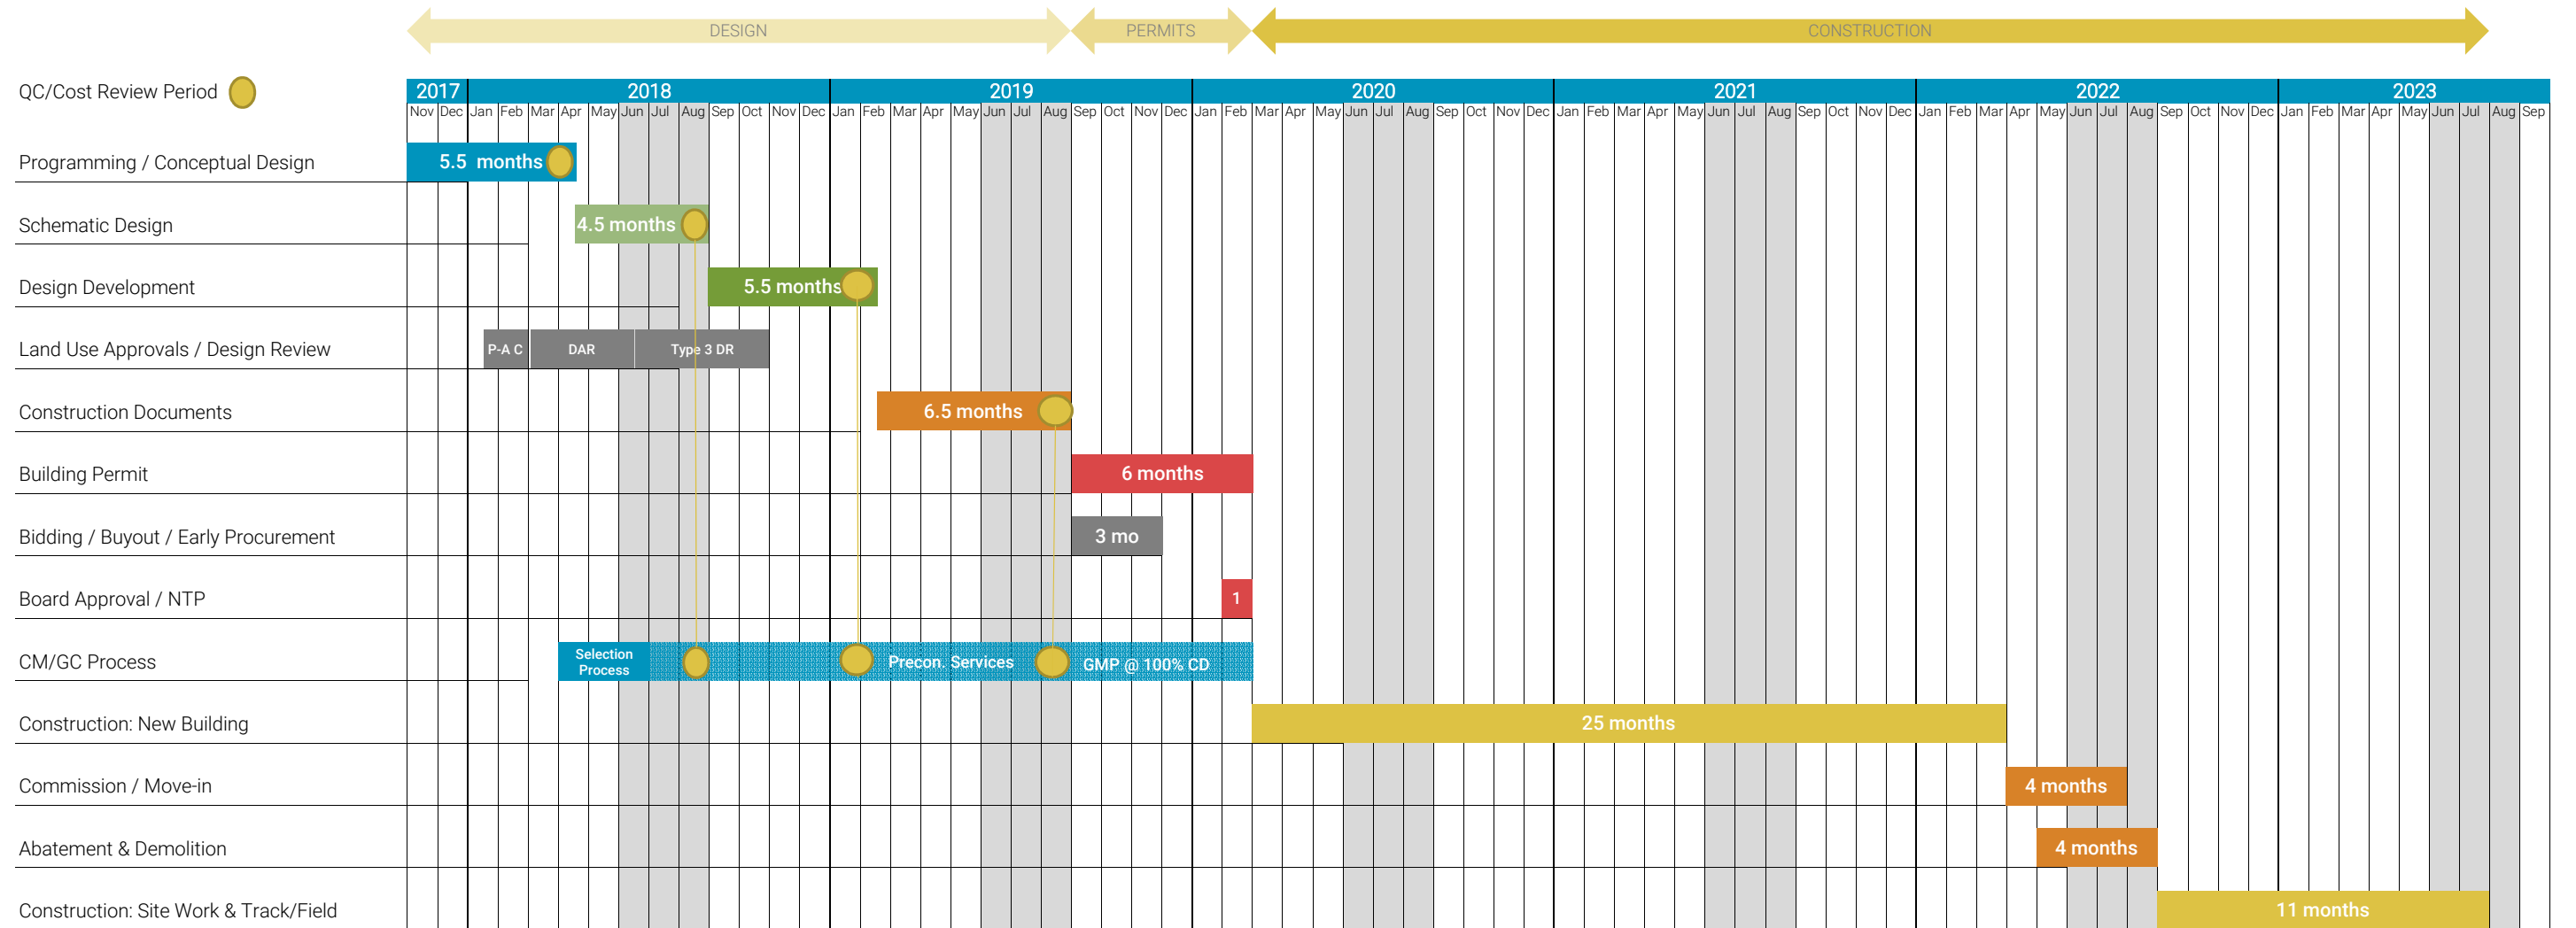 DESIGN PERMITS CONSTRUCTION
QC/Cost Review Period 2017 2018 2019 2020 2021 2022 2023
Nov Dec Jan Feb Mar Apr May Jun Jul Aug Sep Oct Nov Dec Jan Feb Mar Apr May Jun Jul Aug Sep Oct Nov Dec Jan Feb Mar Apr May Jun Jul Aug Sep Oct Nov Dec Jan Feb Mar Apr May Jun Jul Aug Sep Oct Nov Dec Jan Feb Mar Apr May Jun Jul Aug Sep Oct Nov Dec Jan Feb Mar Apr May Jun Jul Aug Sep
Programming / Conceptual Design 5.5 months
Schematic Design 4.5 months
Design Development 5.5 months
Land Use Approvals / Design Review P-A C DAR Type 3 DR
Construction Documents 6.5 months
Building Permit 6 months
Bidding / Buyout / Early Procurement 3 mo
Board Approval / NTP 1
CM/GC Process Selection Process Precon. Services GMP @ 100% CD
Construction: New Building 25 months
Commission / Move-in 4 months
Abatement & Demolition 4 months
Construction: Site Work & Track/Field 11 months